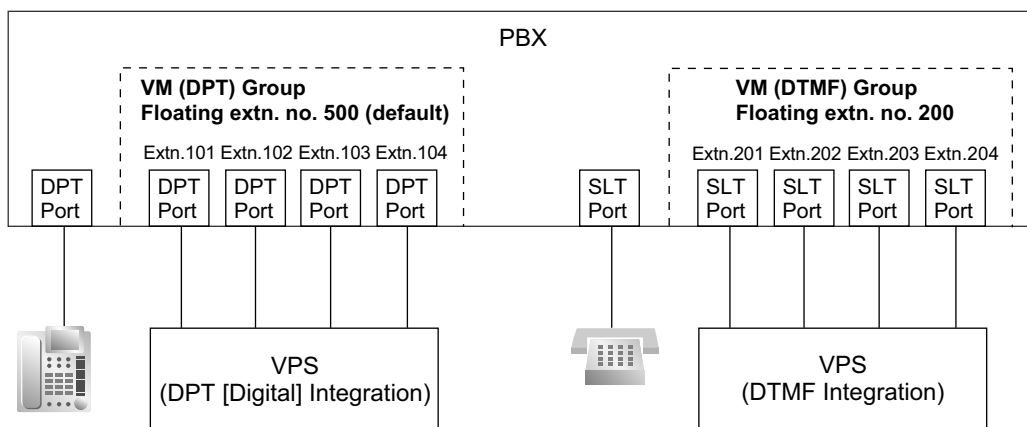 PBX
VM (DPT) Group
Floating extn. no. 500 (default)
VM (DTMF) Group
Floating extn. no. 200
Extn.101 Extn.102 Extn.103 Extn.104
Extn.201 Extn.202 Extn.203 Extn.204
DPT Port
DPT Port
DPT Port
DPT Port
DPT Port
SLT Port
SLT Port
SLT Port
SLT Port
SLT Port
VPS
(DPT [Digital] Integration)
VPS
(DTMF Integration)